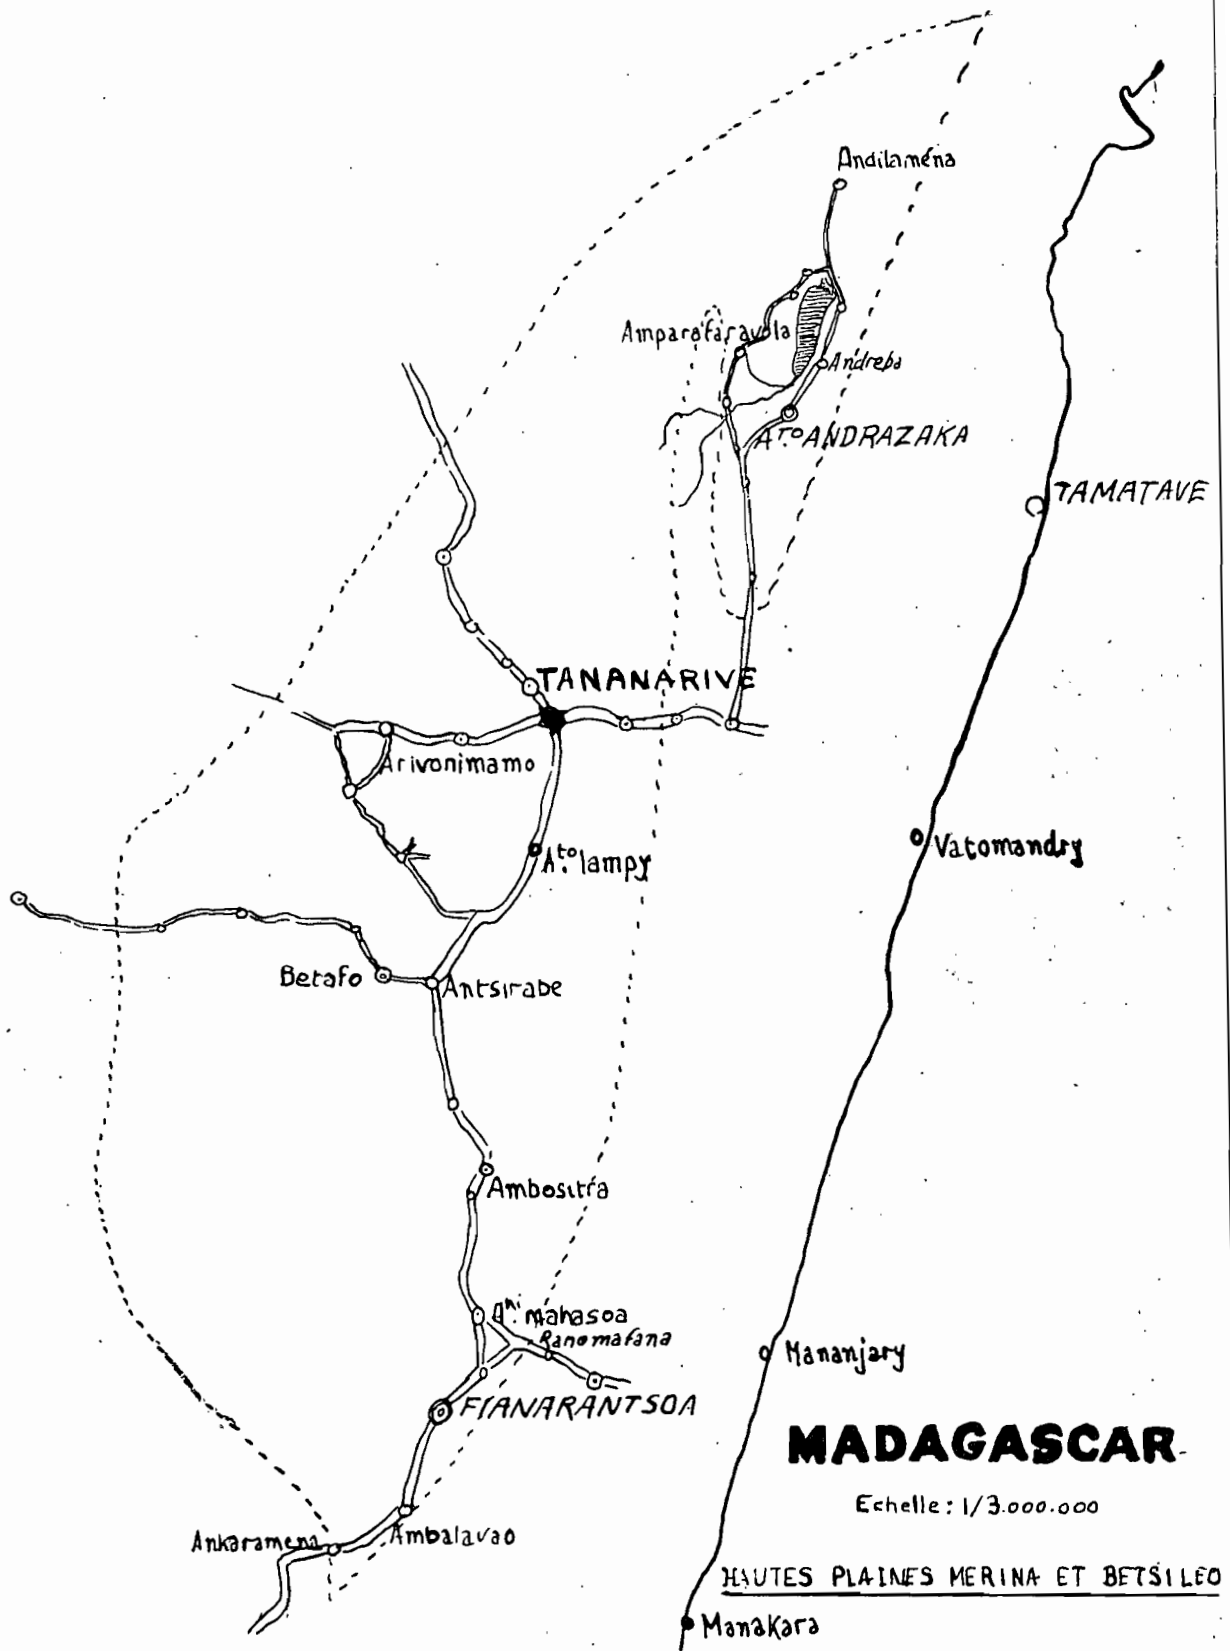 Andilaména
Amparafaravola
Andreba
A.to ANDRAZAKA
TAMATAVE
TANANARIVE
Arivonimamo
A.to lampy
Vatomandry
Betafo
Antsirabe
Ambositra
A.ni mahasoa
Ranomafana
Mananjary
FIANARANTSOA
MADAGASCAR
Echelle: 1/3.000.000
Ankaramena
Ambalavao
HAUTES PLAINES MERINA ET BETSILEO
Manakara